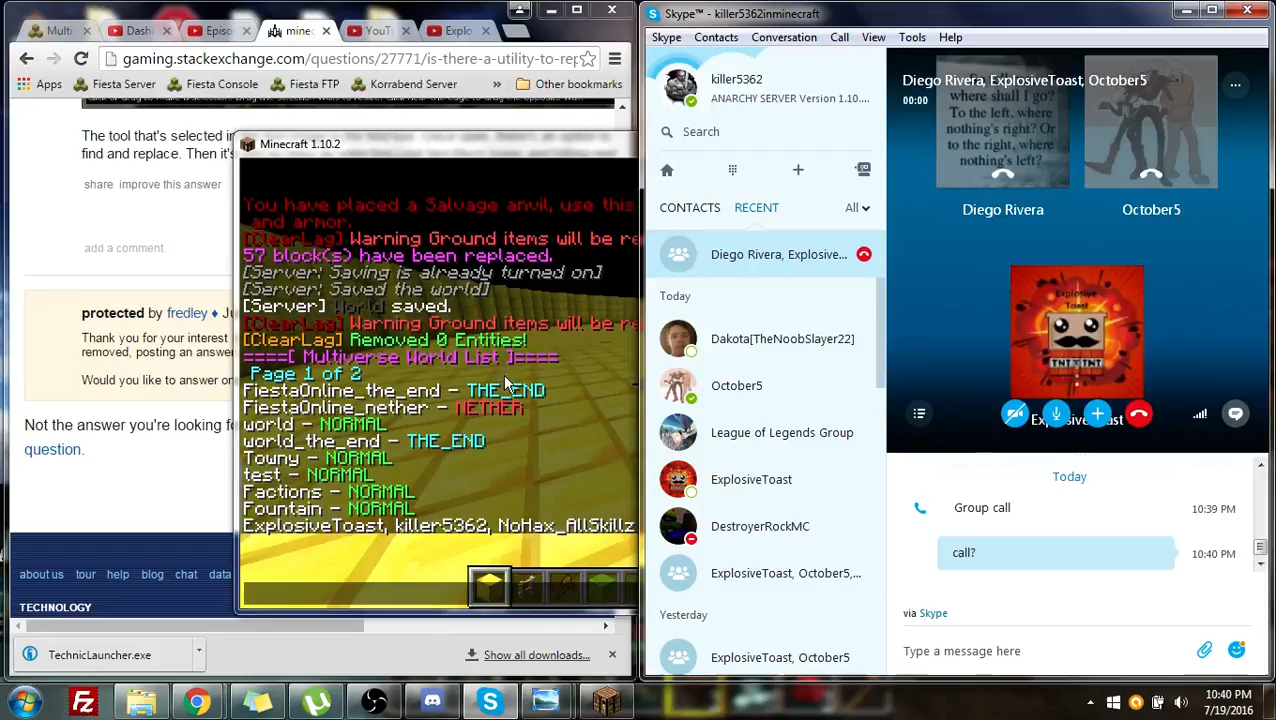 Multi
Dash
Episo
mine
YouT
Explo
gaming.stackexchange.com/questions/27771/is-there-a-utility-to-rep
Apps
Fiesta Server
Fiesta Console
Fiesta FTP
Korrabend Server
»
Other bookmarks
The tool that's selected in
find and replace. Then it's
share improve this answer
add a comment
protected by fredley ♦ Ju
Thank you for your interest
removed, posting an answer
Would you like to answer on
Not the answer you're looking f
question.
about us tour help blog chat data
TECHNOLOGY
TechnicLauncher.exe
Show all downloads...
Minecraft 1.10.2
You have placed a Salvage anvil, use this
and armor.
[ClearLag] Warning Ground items will be re
57 block(s) have been replaced.
[Server: Saving is already turned on]
[Server: Saved the world]
[Server] World saved.
[ClearLag] Warning Ground items will be re
[ClearLag] Removed 0 Entities!
====[ Multiverse World List ]====
Page 1 of 2
FiestaOnline_the_end - THE_END
FiestaOnline_nether - NETHER
world - NORMAL
world_the_end - THE_END
Towny - NORMAL
test - NORMAL
Factions - NORMAL
Fountain - NORMAL
ExplosiveToast, killer5362, NoHax_AllSkillz
Skype™ - killer5362inminecraft
Skype Contacts Conversation Call View Tools Help
killer5362
ANARCHY SERVER Version 1.10....
Search
CONTACTS RECENT All
Diego Rivera, Explosive...
Today
Dakota[TheNoobSlayer22]
October5
League of Legends Group
ExplosiveToast
DestroyerRockMC
ExplosiveToast, October5,...
Yesterday
ExplosiveToast, October5
Diego Rivera, ExplosiveToast, October5
00:00
where shall I go?
To the left, where
nothing's right? Or
to the right, where
nothing's left?
Diego Rivera
October5
Explosive
Toast
TNTNT
ExplosiveToast
Today
Group call 10:39 PM
call? 10:40 PM
via Skype
Type a message here
10:40 PM
7/19/2016